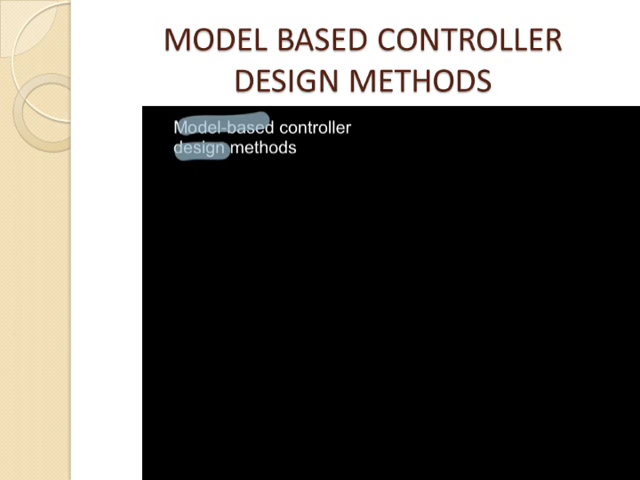 MODEL BASED CONTROLLER
DESIGN METHODS
Model-based controller
design methods